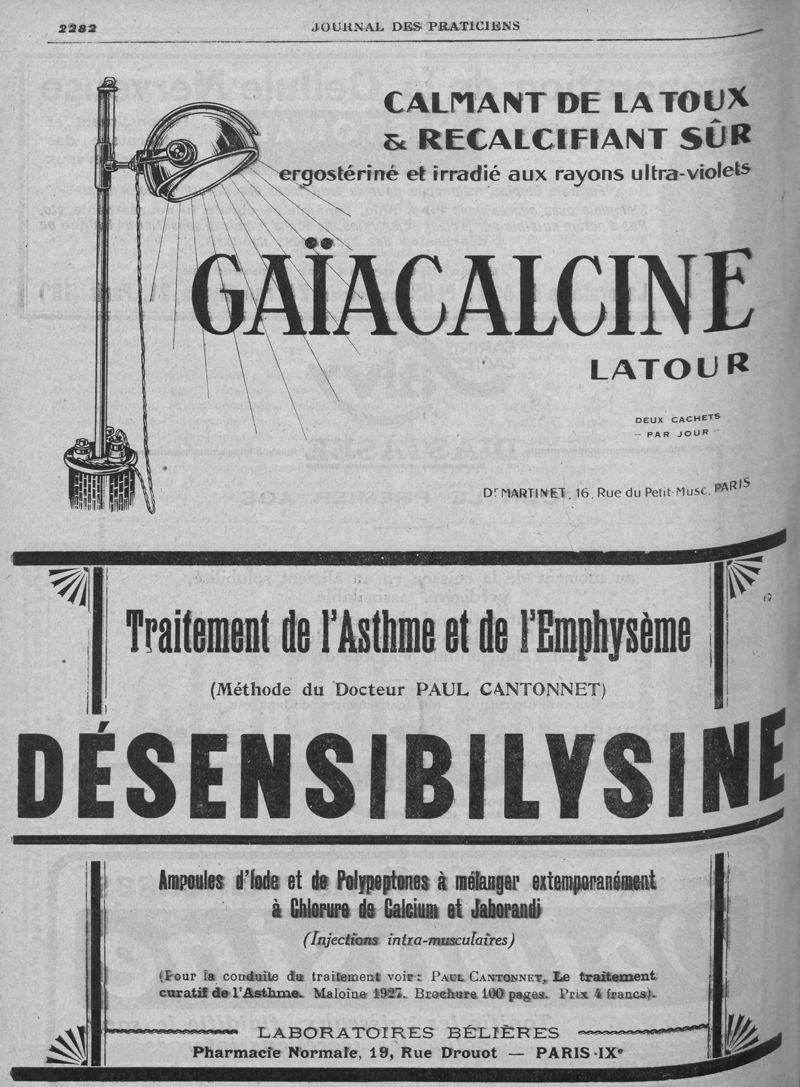 2282
JOURNAL DES PRATICIENS
CALMANT DE LA TOUX
& RECALCIFIANT SÛR
ergostériné et irradié aux rayons ultra-violets
GAÏACALCINE
LATOUR
DEUX CACHETS
- PAR JOUR -
Dr MARTINET, 16, Rue du Petit-Musc, PARIS
Traitement de l'Asthme et de l'Emphysème
(Méthode du Docteur PAUL CANTONNET)
DÉSENSIBILYSINE
Ampoules d'Iode et de Polypeptones à mélanger extemporanément
à Chlorure de Calcium et Jaborandi
(Injections intra-musculaires)
(Pour la conduite du traitement voir: PAUL CANTONNET, Le traitement
curatif de l'Asthme. Maloine 1927. Brochure 100 pages. Prix 4 francs).
LABORATOIRES BÉLIÈRES
Pharmacie Normale, 19, Rue Drouot — PARIS-IXe